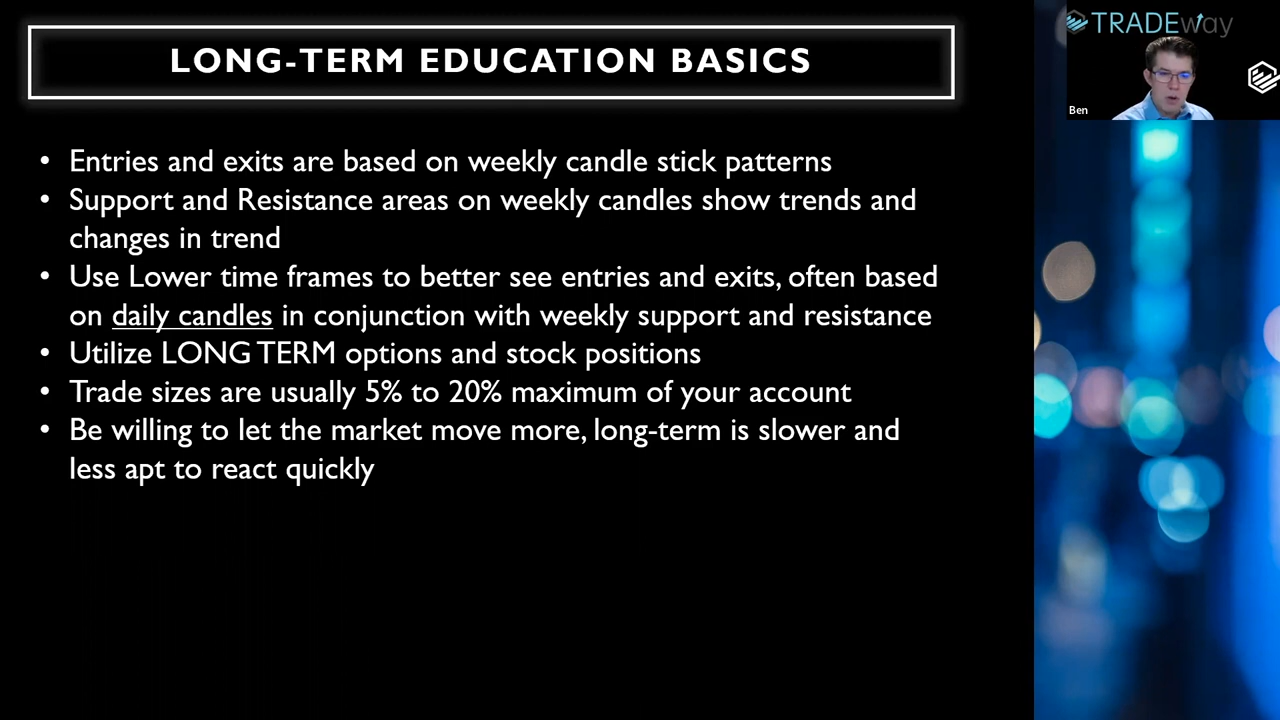 LONG-TERM EDUCATION BASICS
TRADEway
Ben
• Entries and exits are based on weekly candle stick patterns
• Support and Resistance areas on weekly candles show trends and
changes in trend
• Use Lower time frames to better see entries and exits, often based
on daily candles in conjunction with weekly support and resistance
• Utilize LONG TERM options and stock positions
• Trade sizes are usually 5% to 20% maximum of your account
• Be willing to let the market move more, long-term is slower and
less apt to react quickly